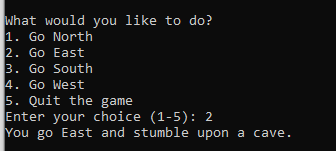 What would you like to do?
1. Go North
2. Go East
3. Go South
4. Go West
5. Quit the game
Enter your choice (1-5): 2
You go East and stumble upon a cave.